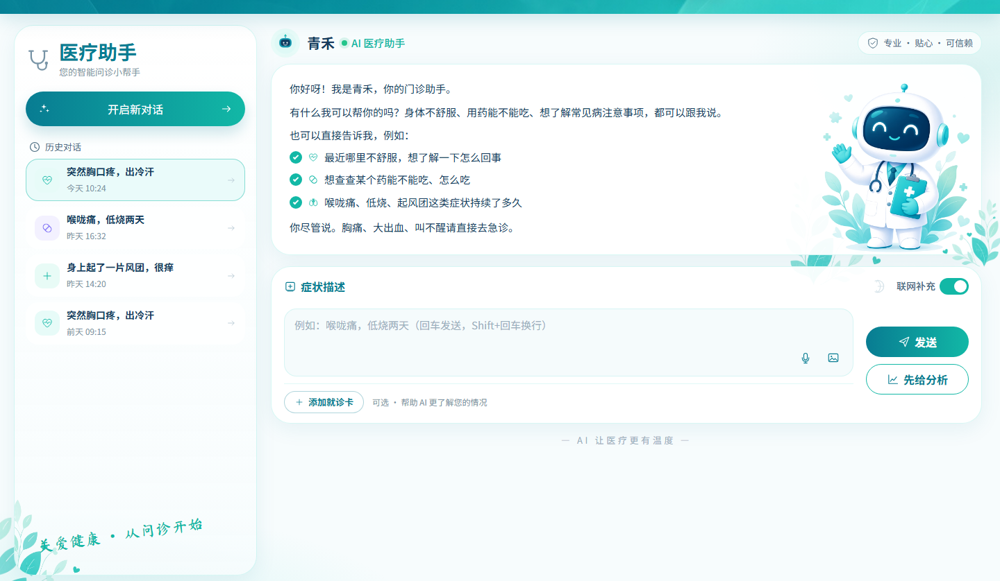 医疗助手
您的智能问诊小帮手
开启新对话
历史对话
突然胸口疼，出冷汗
今天 10:24
喉咙痛，低烧两天
昨天 16:32
身上起了一片风团，很痒
昨天 14:20
突然胸口疼，出冷汗
前天 09:15
关爱健康 · 从问诊开始
青禾 AI 医疗助手
专业 · 贴心 · 可信赖
你好呀！我是青禾，你的门诊助手。
有什么我可以帮你的吗？身体不舒服、用药能不能吃、想了解常见病注意事项，都可以跟我说。
也可以直接告诉我，例如：
最近哪里不舒服，想了解一下怎么回事
想查查某个药能不能吃、怎么吃
喉咙痛、低烧、起风团这类症状持续了多久
你尽管说。胸痛、大出血、叫不醒请直接去急诊。
症状描述
联网补充
例如：喉咙痛，低烧两天（回车发送，Shift+回车换行）
发送
先给分析
添加就诊卡
可选 · 帮助 AI 更了解您的情况
— AI 让医疗更有温度 —